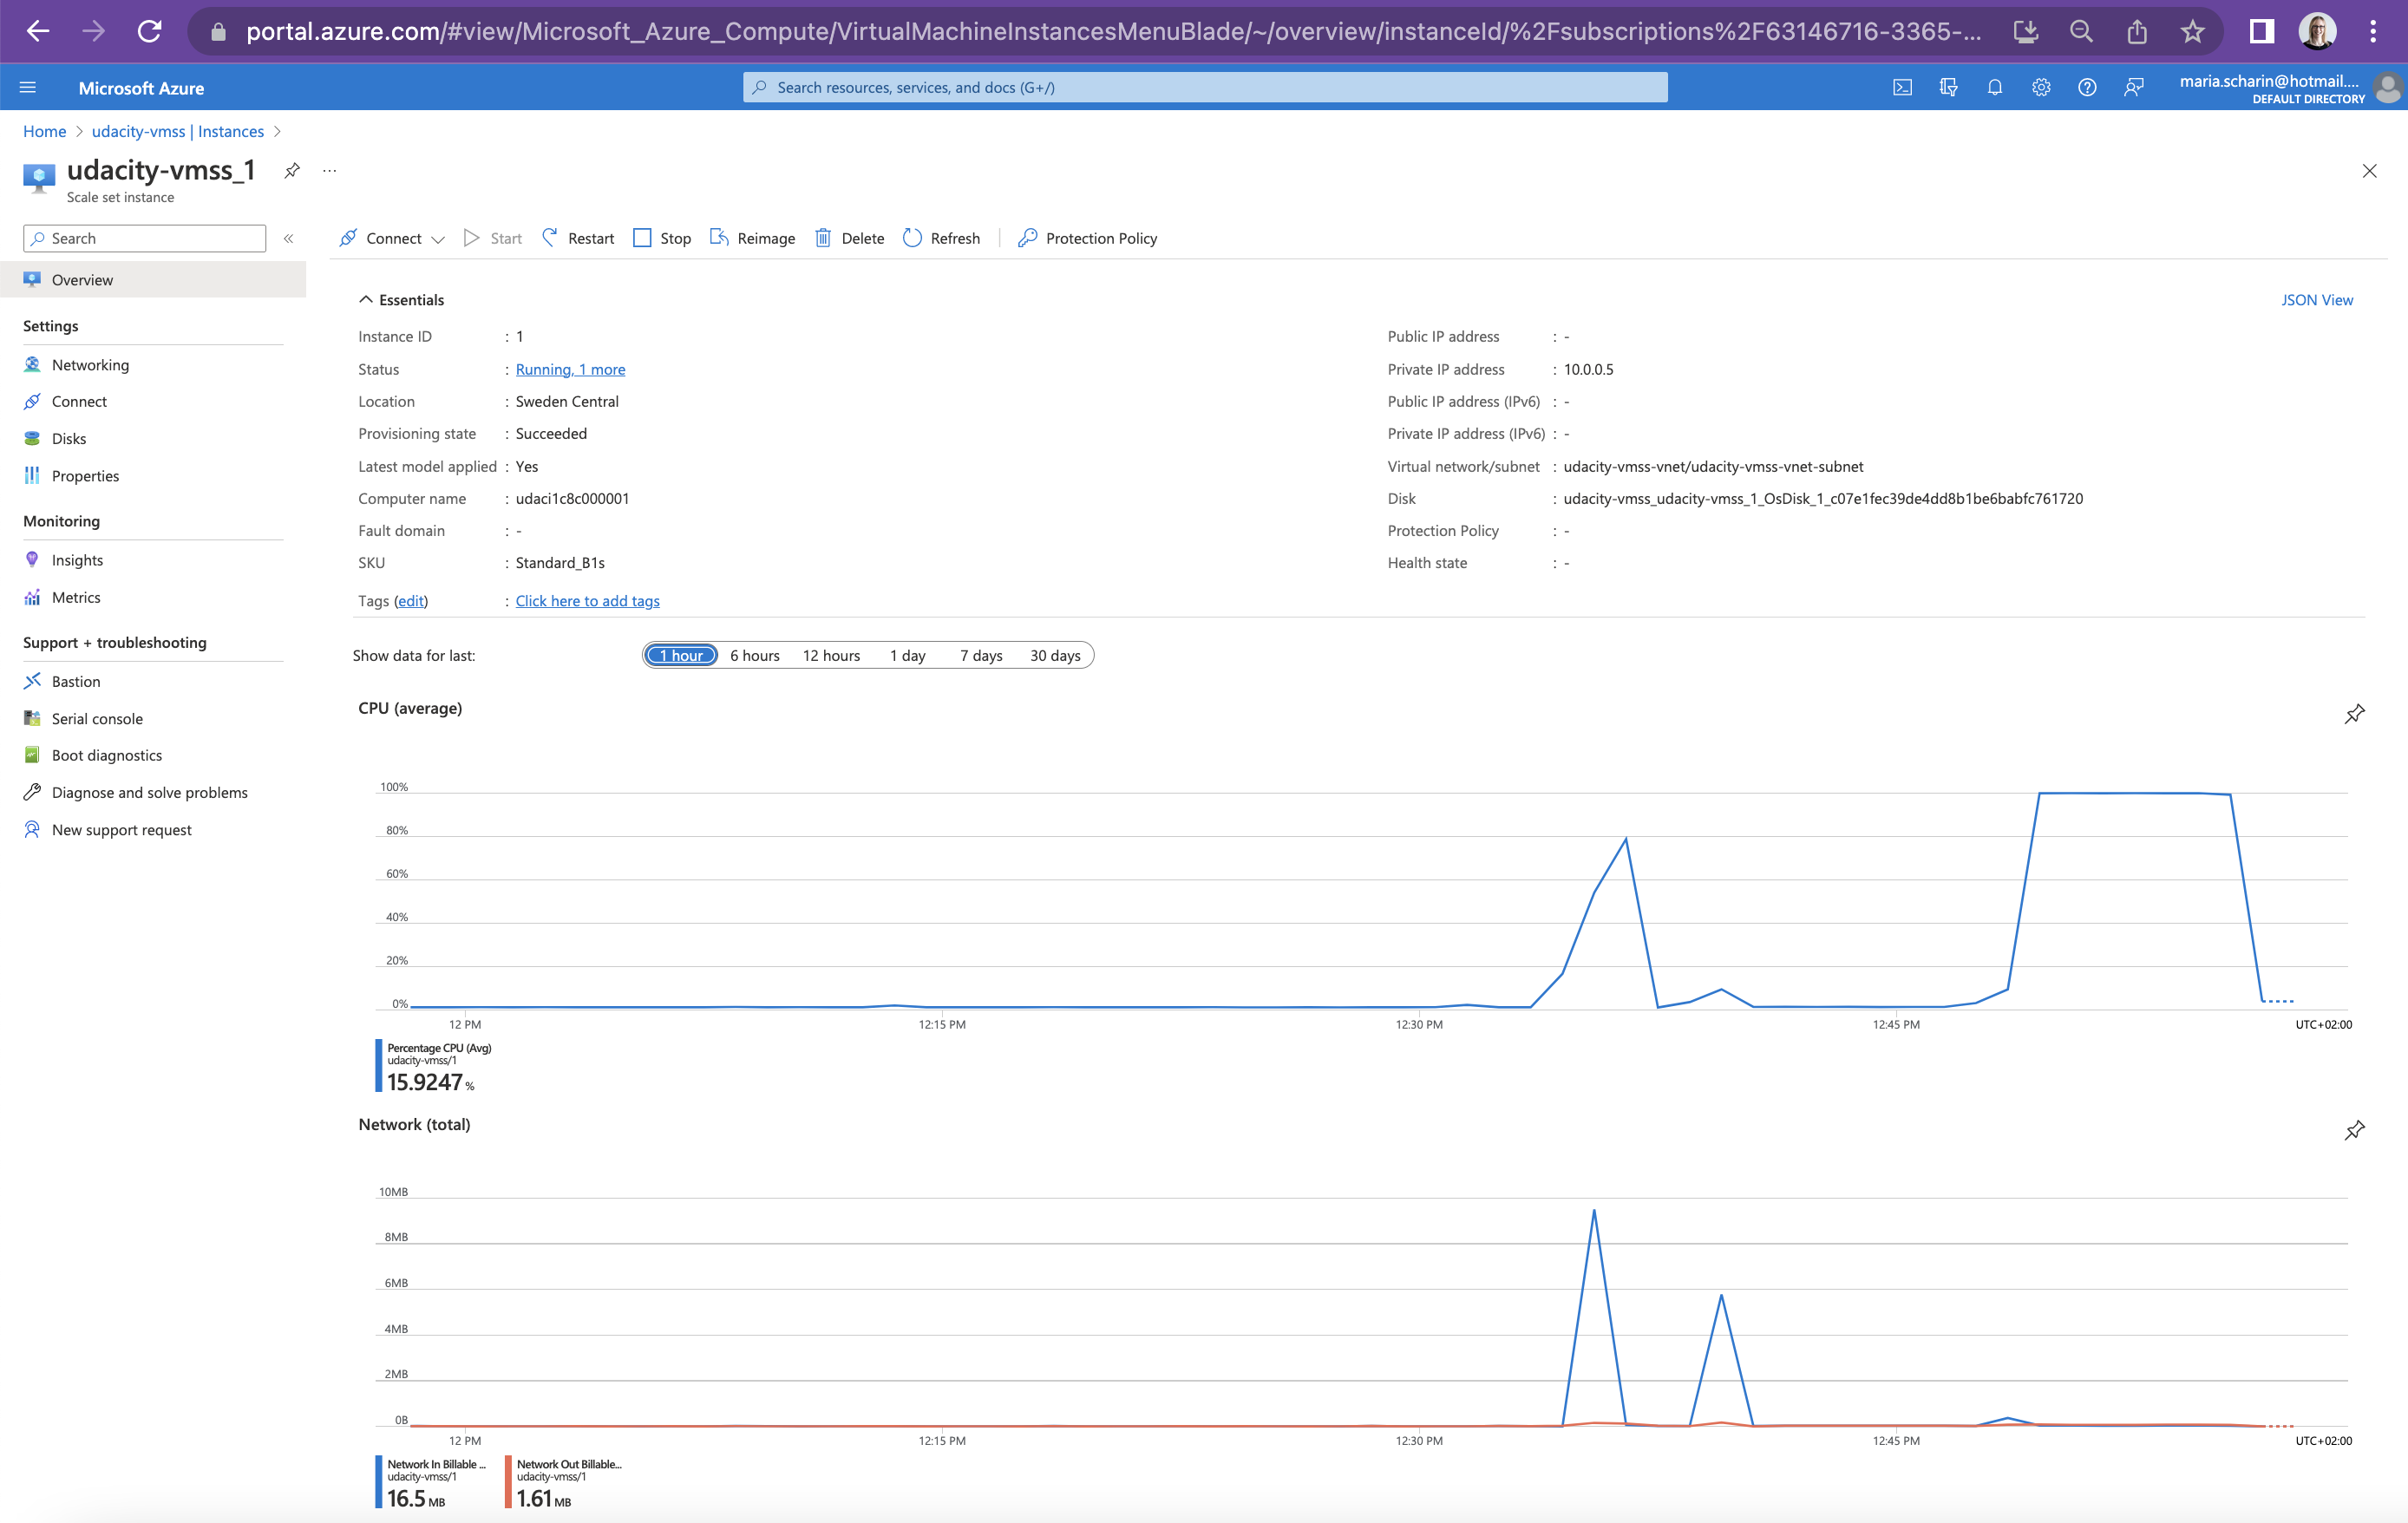 portal.azure.com/#view/Microsoft_Azure_Compute/VirtualMachineInstancesMenuBlade/~/overview/instanceId/%2Fsubscriptions%2F63146716-3365-...
Microsoft Azure
Search resources, services, and docs (G+/)
maria.scharin@hotmail....
DEFAULT DIRECTORY
Home > udacity-vmss | Instances >
udacity-vmss_1
...
Scale set instance
Search
«
Overview
Settings
Networking
Connect
Disks
Properties
Monitoring
Insights
Metrics
Support + troubleshooting
Bastion
Serial console
Boot diagnostics
Diagnose and solve problems
New support request
Connect Start Restart Stop Reimage Delete Refresh Protection Policy
Essentials
JSON View
Instance ID : 1
Status : Running, 1 more
Location : Sweden Central
Provisioning state : Succeeded
Latest model applied : Yes
Computer name : udaci1c8c000001
Fault domain : -
SKU : Standard_B1s
Tags (edit) : Click here to add tags
Public IP address : -
Private IP address : 10.0.0.5
Public IP address (IPv6) : -
Private IP address (IPv6) : -
Virtual network/subnet : udacity-vmss-vnet/udacity-vmss-vnet-subnet
Disk : udacity-vmss_udacity-vmss_1_OsDisk_1_c07e1fec39de4dd8b1be6babfc761720
Protection Policy : -
Health state : -
Show data for last: 1 hour 6 hours 12 hours 1 day 7 days 30 days
CPU (average)
100%
80%
60%
40%
20%
0%
12 PM 12:15 PM 12:30 PM 12:45 PM UTC+02:00
Percentage CPU (Avg)
udacity-vmss/1
15.9247 %
Network (total)
10MB
8MB
6MB
4MB
2MB
0B
12 PM 12:15 PM 12:30 PM 12:45 PM UTC+02:00
Network In Billable ...
udacity-vmss/1
16.5 MB
Network Out Billable...
udacity-vmss/1
1.61 MB